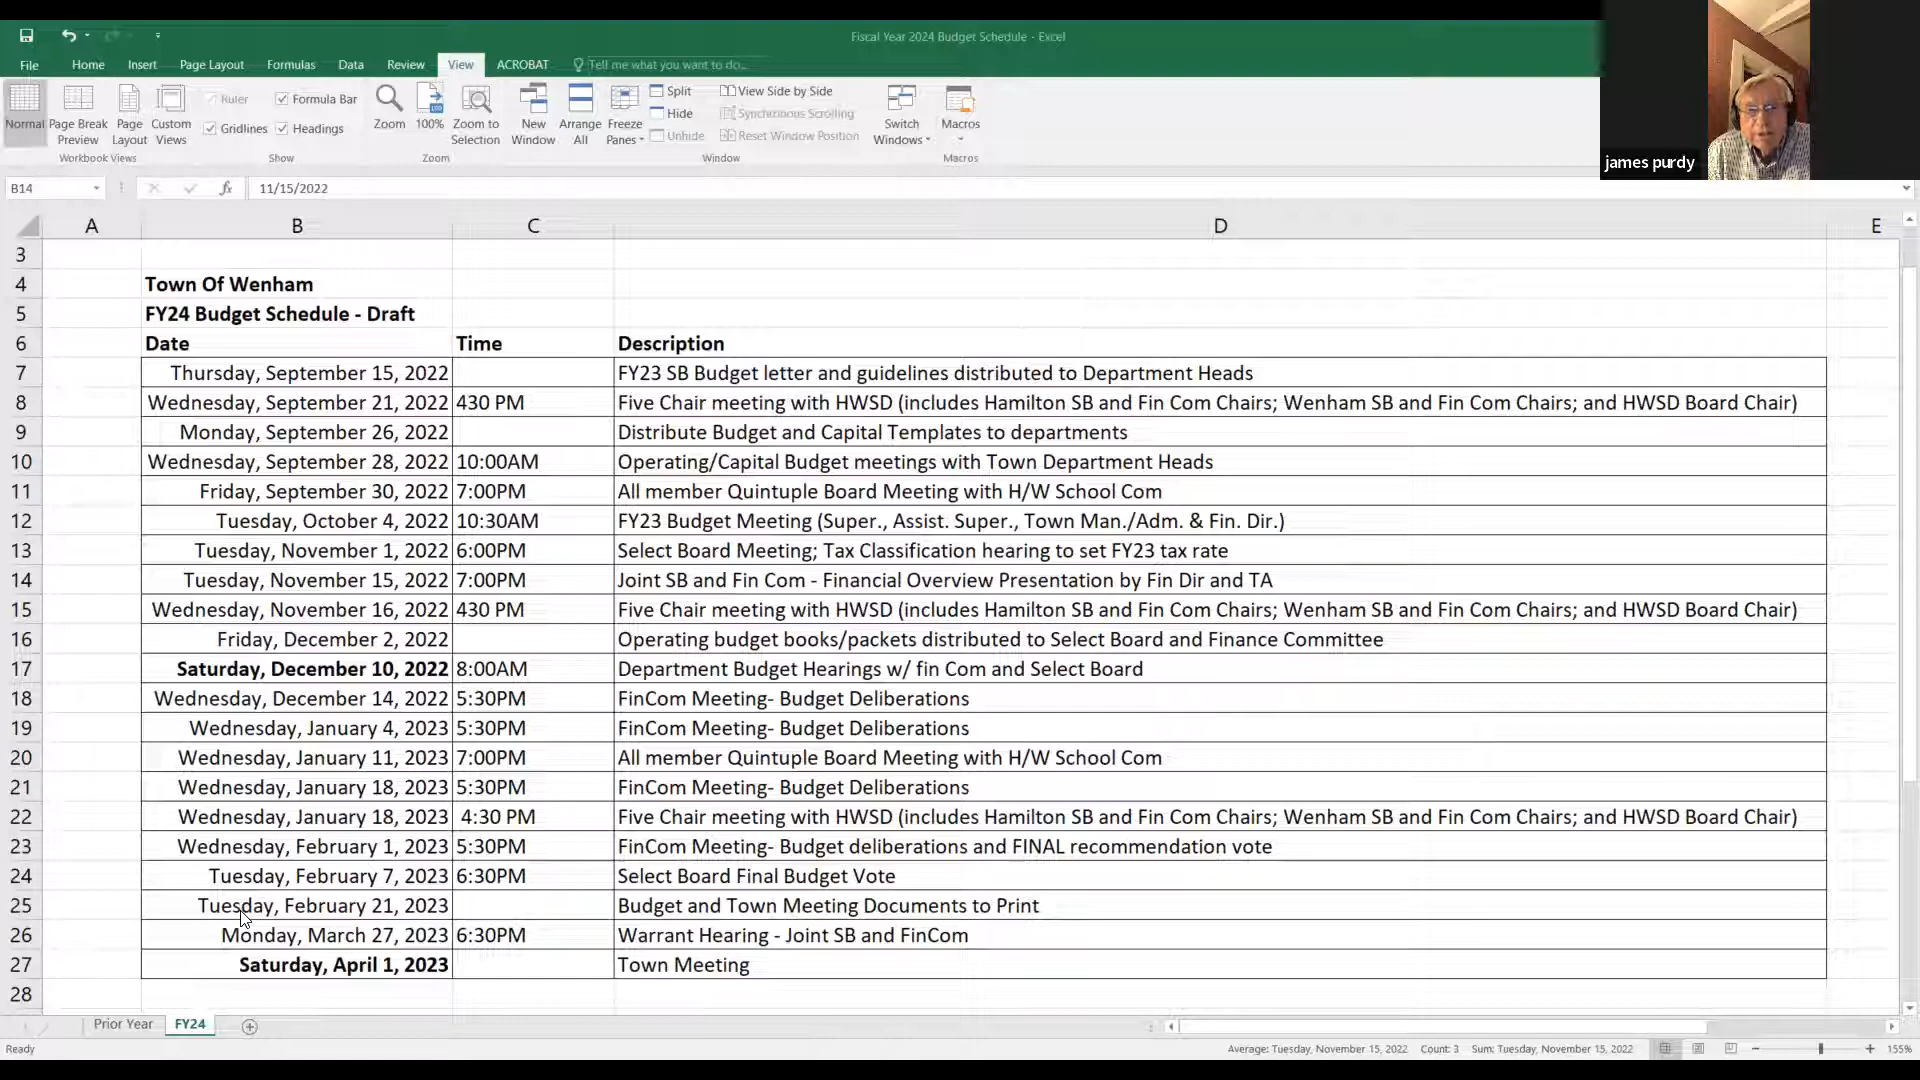 Fiscal Year 2024 Budget Schedule - Excel
File Home Insert Page Layout Formulas Data Review View ACROBAT Tell me what you want to do...
Normal Page Break Preview Page Layout Custom Views
Ruler Formula Bar
Gridlines Headings
Zoom 100% Zoom to Selection
New Window Arrange All Freeze Panes
Split
Hide
Unhide
View Side by Side
Synchronous Scrolling
Reset Window Position
Switch Windows Macros
Workbook Views Show Zoom Window Macros
james purdy
B14 fx 11/15/2022
A B C D E
3
4 Town Of Wenham
5 FY24 Budget Schedule - Draft
6 Date Time Description
7 Thursday, September 15, 2022 FY23 SB Budget letter and guidelines distributed to Department Heads
8 Wednesday, September 21, 2022 430 PM Five Chair meeting with HWSD (includes Hamilton SB and Fin Com Chairs; Wenham SB and Fin Com Chairs; and HWSD Board Chair)
9 Monday, September 26, 2022 Distribute Budget and Capital Templates to departments
10 Wednesday, September 28, 2022 10:00AM Operating/Capital Budget meetings with Town Department Heads
11 Friday, September 30, 2022 7:00PM All member Quintuple Board Meeting with H/W School Com
12 Tuesday, October 4, 2022 10:30AM FY23 Budget Meeting (Super., Assist. Super., Town Man./Adm. & Fin. Dir.)
13 Tuesday, November 1, 2022 6:00PM Select Board Meeting; Tax Classification hearing to set FY23 tax rate
14 Tuesday, November 15, 2022 7:00PM Joint SB and Fin Com - Financial Overview Presentation by Fin Dir and TA
15 Wednesday, November 16, 2022 430 PM Five Chair meeting with HWSD (includes Hamilton SB and Fin Com Chairs; Wenham SB and Fin Com Chairs; and HWSD Board Chair)
16 Friday, December 2, 2022 Operating budget books/packets distributed to Select Board and Finance Committee
17 Saturday, December 10, 2022 8:00AM Department Budget Hearings w/ fin Com and Select Board
18 Wednesday, December 14, 2022 5:30PM FinCom Meeting- Budget Deliberations
19 Wednesday, January 4, 2023 5:30PM FinCom Meeting- Budget Deliberations
20 Wednesday, January 11, 2023 7:00PM All member Quintuple Board Meeting with H/W School Com
21 Wednesday, January 18, 2023 5:30PM FinCom Meeting- Budget Deliberations
22 Wednesday, January 18, 2023 4:30 PM Five Chair meeting with HWSD (includes Hamilton SB and Fin Com Chairs; Wenham SB and Fin Com Chairs; and HWSD Board Chair)
23 Wednesday, February 1, 2023 5:30PM FinCom Meeting- Budget deliberations and FINAL recommendation vote
24 Tuesday, February 7, 2023 6:30PM Select Board Final Budget Vote
25 Tuesday, February 21, 2023 Budget and Town Meeting Documents to Print
26 Monday, March 27, 2023 6:30PM Warrant Hearing - Joint SB and FinCom
27 Saturday, April 1, 2023 Town Meeting
28
Prior Year FY24
Ready Average: Tuesday, November 15, 2022 Count: 3 Sum: Tuesday, November 15, 2022 155%